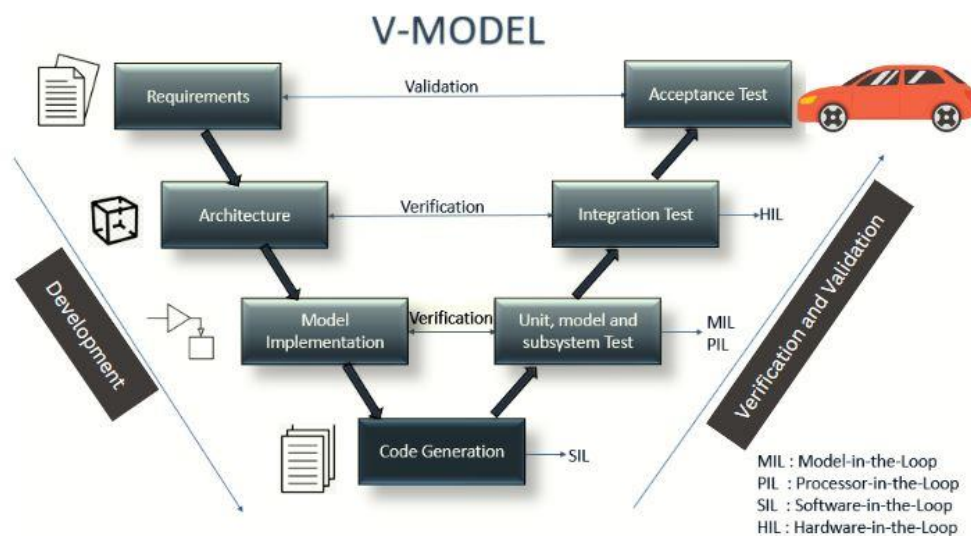 V-MODEL
Requirements
Validation
Acceptance Test
Architecture
Verification
Integration Test
HIL
Development
Verification and Validation
Model
Implementation
Verification
Unit, model and
subsystem Test
MIL
PIL
Code Generation
SIL
MIL : Model-in-the-Loop
PIL : Processor-in-the-Loop
SIL : Software-in-the-Loop
HIL : Hardware-in-the-Loop